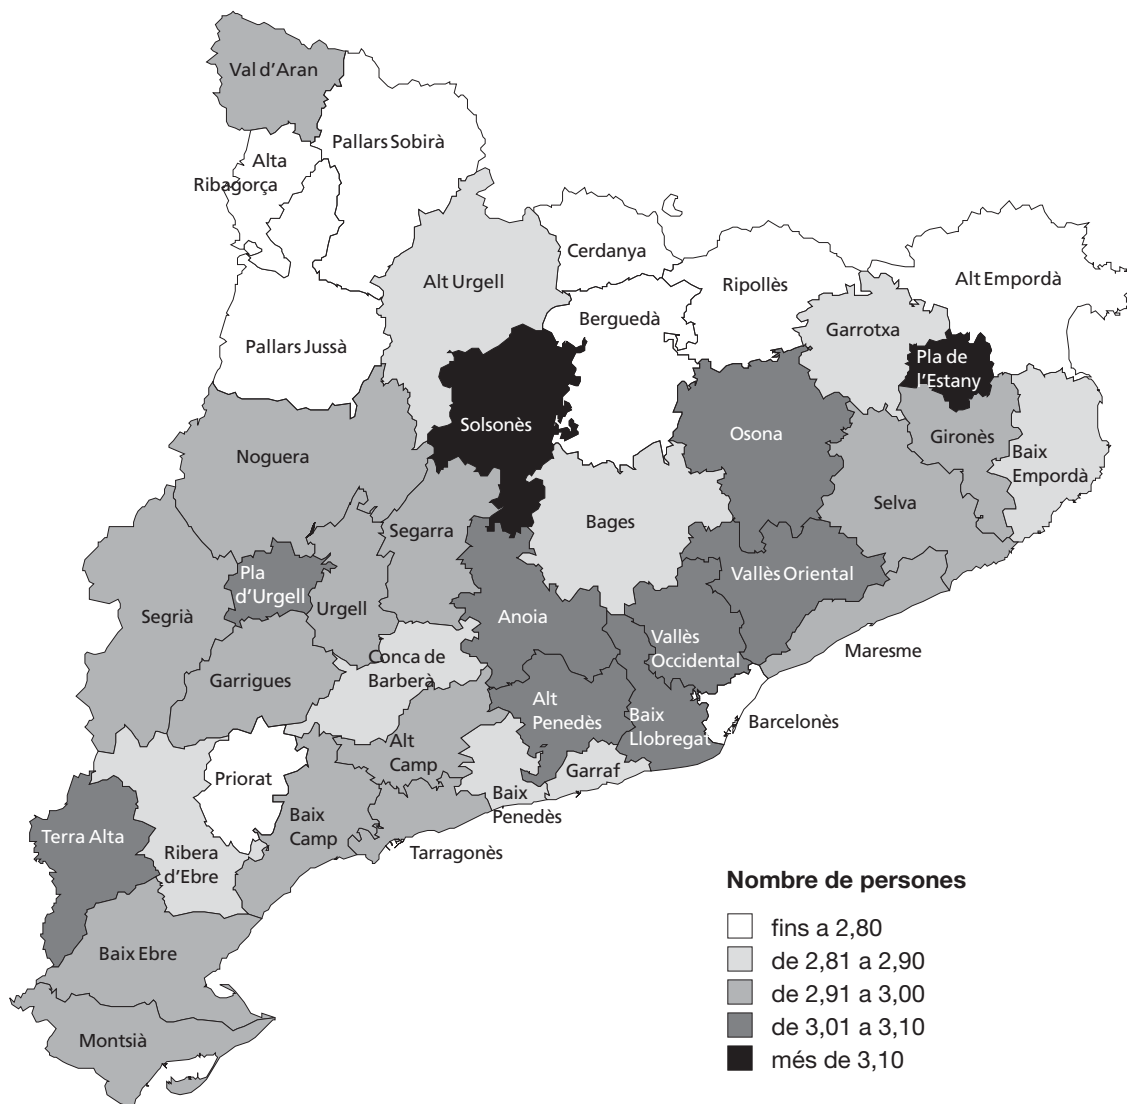 Val d’Aran
Pallars Sobirà
Alta
Ribagorça
Cerdanya
Alt Urgell
Ripollès
Alt Empordà
Berguedà
Garrotxa
Pallars Jussà
Pla de
l’Estany
Solsonès
Osona
Gironès
Noguera
Baix
Empordà
Selva
Bages
Segarra
Pla
d’Urgell
Vallès Oriental
Urgell
Segrià
Anoia
Vallès
Occidental
Maresme
Conca de
Barberà
Garrigues
Alt
Penedès
Baix
Llobregat
Barcelonès
Alt
Camp
Garraf
Priorat
Baix
Penedès
Baix
Camp
Terra Alta
Tarragonès
Ribera
d’Ebre
Baix Ebre
Montsià
Nombre de persones
fins a 2,80
de 2,81 a 2,90
de 2,91 a 3,00
de 3,01 a 3,10
més de 3,10